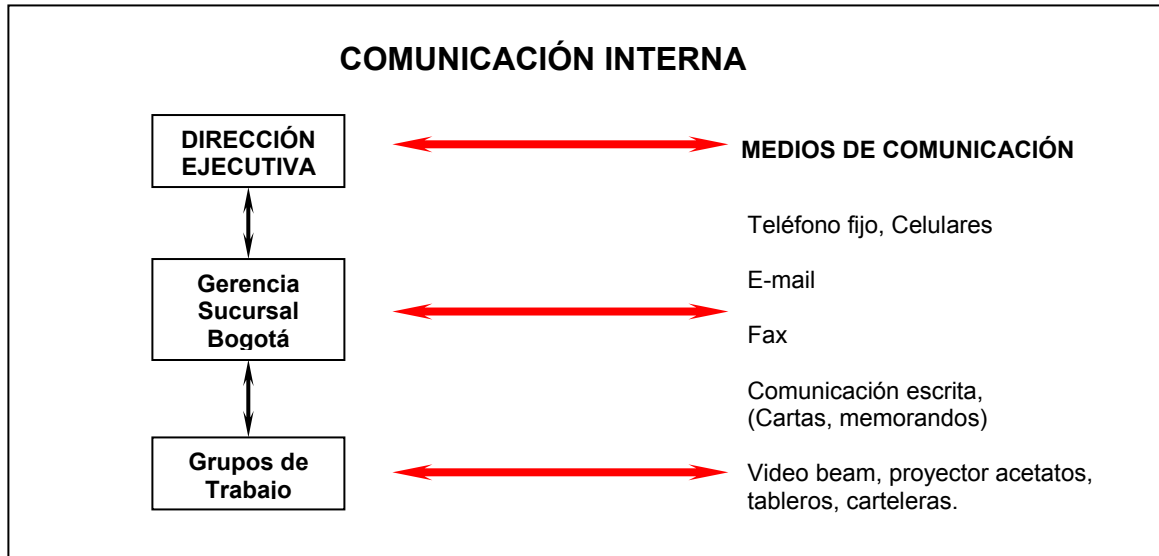 COMUNICACIÓN INTERNA
DIRECCIÓN
EJECUTIVA
MEDIOS DE COMUNICACIÓN
Teléfono fijo, Celulares
Gerencia
Sucursal
Bogotá
E-mail
Fax
Comunicación escrita,
(Cartas, memorandos)
Grupos de
Trabajo
Video beam, proyector acetatos,
tableros, carteleras.